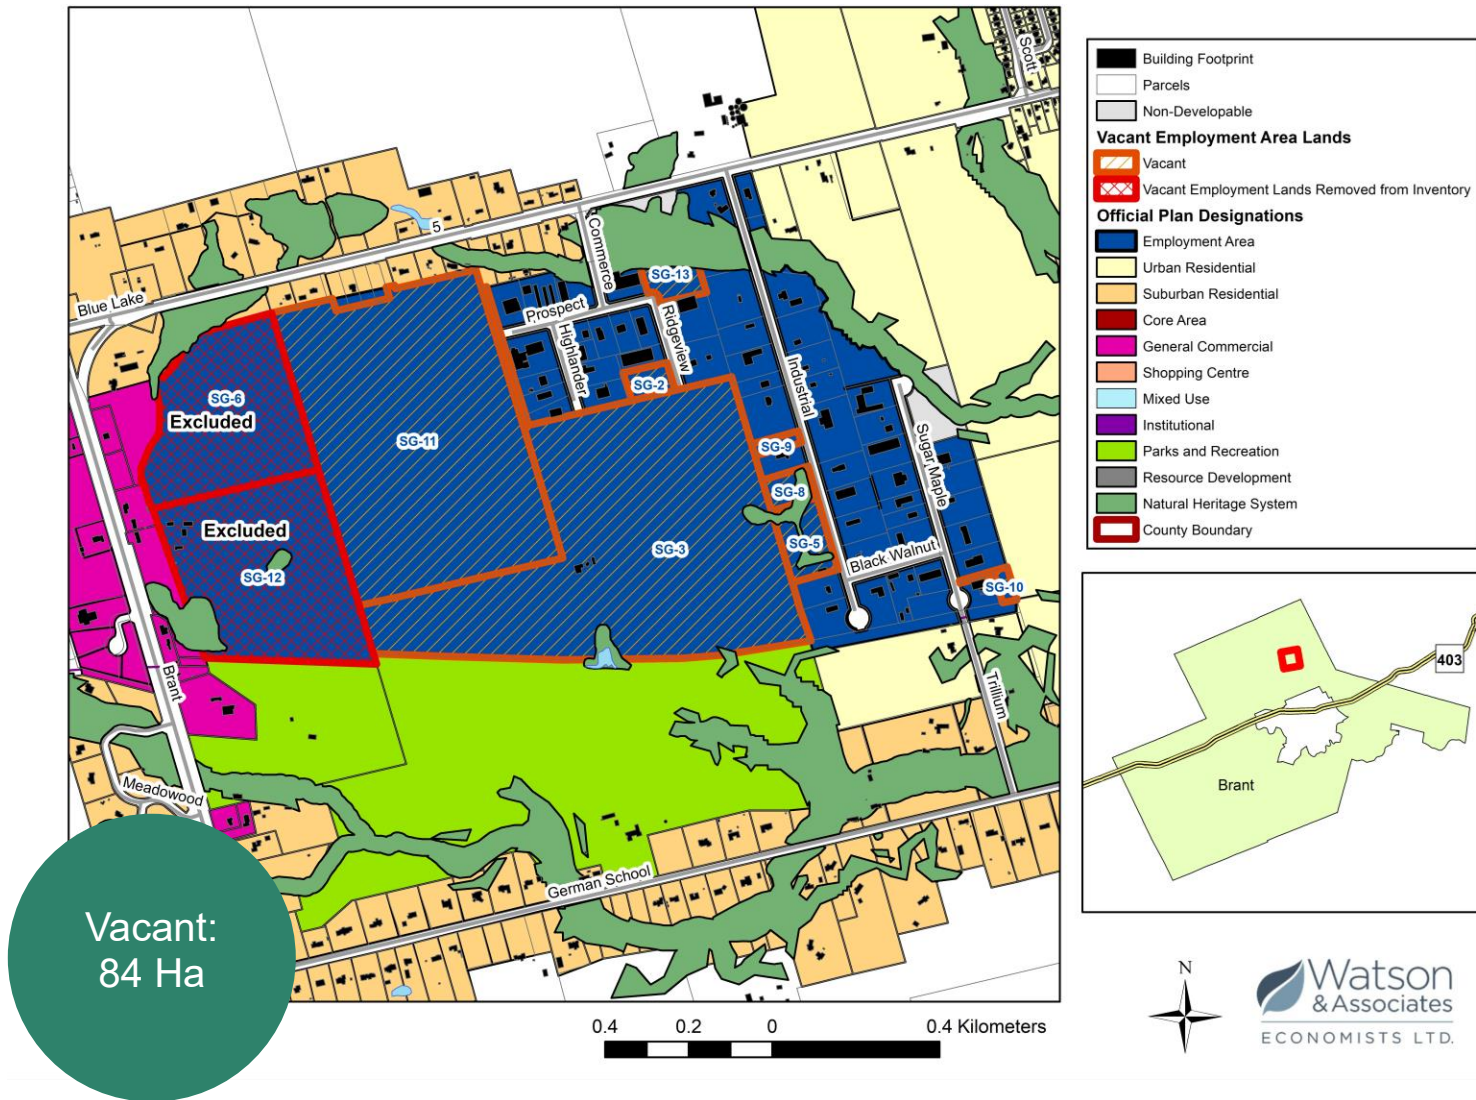 Scott
5
Blue Lake
Commerce
SG-13
Prospect
Ridgeview
Highlander
SG-2
Industrial
SG-6
Excluded
SG-11
Sugar Maple
SG-9
SG-8
Excluded
SG-3
SG-5
Black Walnut
SG-12
SG-10
Brant
Trillium
Meadowood
German School
Vacant:
84 Ha
Building Footprint
Parcels
Non-Developable
Vacant Employment Area Lands
Vacant
Vacant Employment Lands Removed from Inventory
Official Plan Designations
Employment Area
Urban Residential
Suburban Residential
Core Area
General Commercial
Shopping Centre
Mixed Use
Institutional
Parks and Recreation
Resource Development
Natural Heritage System
County Boundary
403
Brant
0.4 0.2 0 0.4 Kilometers
N
Watson
& Associates
ECONOMISTS LTD.